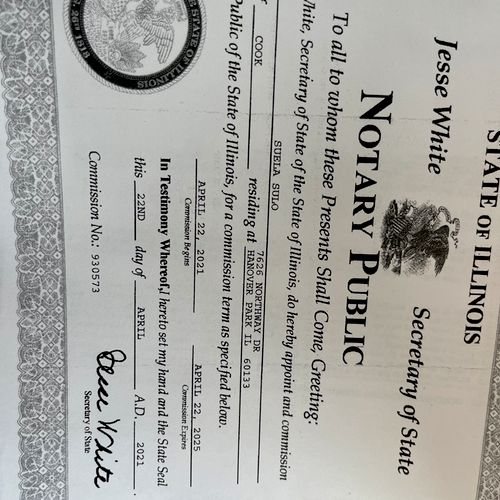 STATE OF ILLINOIS
Jesse White
Secretary of State
NOTARY PUBLIC
To all to whom these Presents Shall Come, Greeting:
White, Secretary of State of the State of Illinois, do hereby appoint and commission
SUELA SULO
COOK residing at 7626 NORTHWAY DR
HANOVER PARK IL 60133
Public of the State of Illinois, for a commission term as specified below.
APRIL 22, 2021 APRIL 22, 2025
Commission Begins Commission Expires
In Testimony Whereof, I hereto set my hand and the State Seal
this 22ND day of APRIL A.D. 2021.
Commission No.: 930573
Jesse White
Secretary of State
STATE OF ILLINOIS